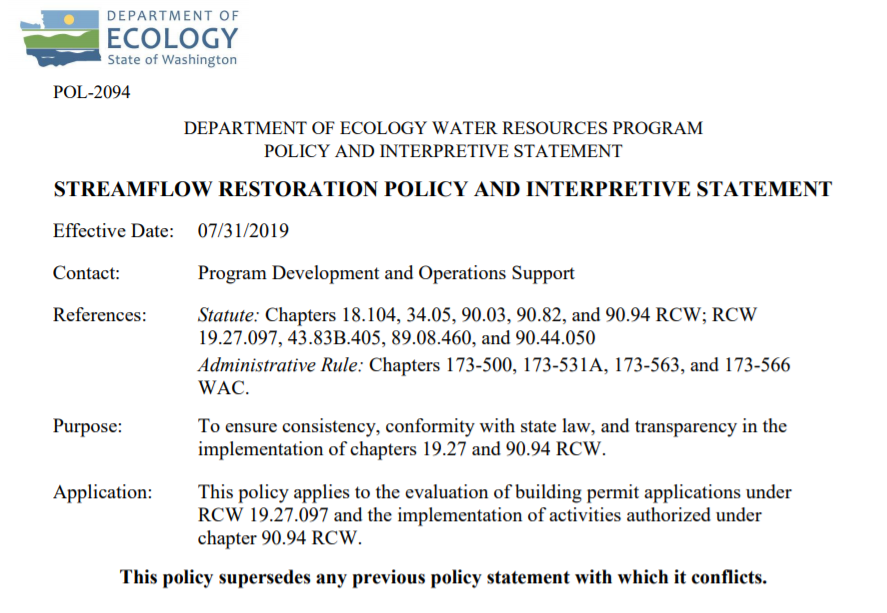 DEPARTMENT OF
ECOLOGY
State of Washington
POL-2094
DEPARTMENT OF ECOLOGY WATER RESOURCES PROGRAM
POLICY AND INTERPRETIVE STATEMENT
STREAMFLOW RESTORATION POLICY AND INTERPRETIVE STATEMENT
Effective Date: 07/31/2019
Contact: Program Development and Operations Support
References: Statute: Chapters 18.104, 34.05, 90.03, 90.82, and 90.94 RCW; RCW
19.27.097, 43.83B.405, 89.08.460, and 90.44.050
Administrative Rule: Chapters 173-500, 173-531A, 173-563, and 173-566
WAC.
Purpose: To ensure consistency, conformity with state law, and transparency in the
implementation of chapters 19.27 and 90.94 RCW.
Application: This policy applies to the evaluation of building permit applications under
RCW 19.27.097 and the implementation of activities authorized under
chapter 90.94 RCW.
This policy supersedes any previous policy statement with which it conflicts.